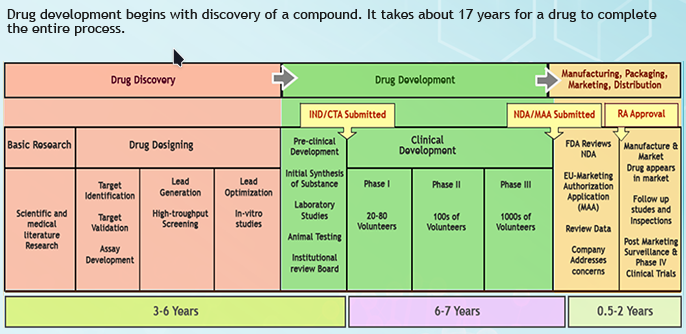 Drug development begins with discovery of a compound. It takes about 17 years for a drug to complete
the entire process.
Drug Discovery
Drug Development
Manufacturing, Packaging,
Marketing, Distribution
IND/CTA Submitted
NDA/MAA Submitted
RA Approval
Basic Research
Drug Designing
Pre-clinical
Development
Clinical
Development
Scientific and
medical
literature
Research
Target
Identification
Target
Validation
Assay
Development
Lead
Generation
High-troughput
Screening
Lead
Optimization
In-vitro
studies
Initial Synthesis
of Substance
Laboratory
Studies
Animal Testing
Institutional
review Board
Phase I
20-80
Volunteers
Phase II
100s of
Volunteers
Phase III
1000s of
Volunteers
FDA Reviews
NDA
EU-Marketing
Authorization
Application
(MAA)
Review Data
Company
Addresses
concerns
Manufacture &
Market
Drug appears
in market
Follow up
studes and
Inspections
Post Marketing
Surveillance &
Phase IV
Clinical Trials
3-6 Years
6-7 Years
0.5-2 Years